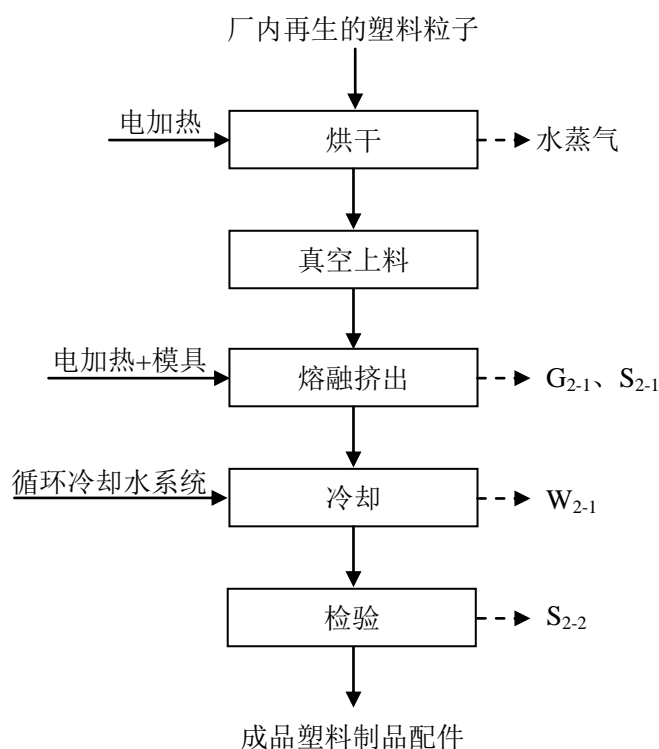 厂内再生的塑料粒子
电加热
烘干
水蒸气
真空上料
电加热+模具
熔融挤出
G2-1、S2-1
循环冷却水系统
冷却
W2-1
检验
S2-2
成品塑料制品配件